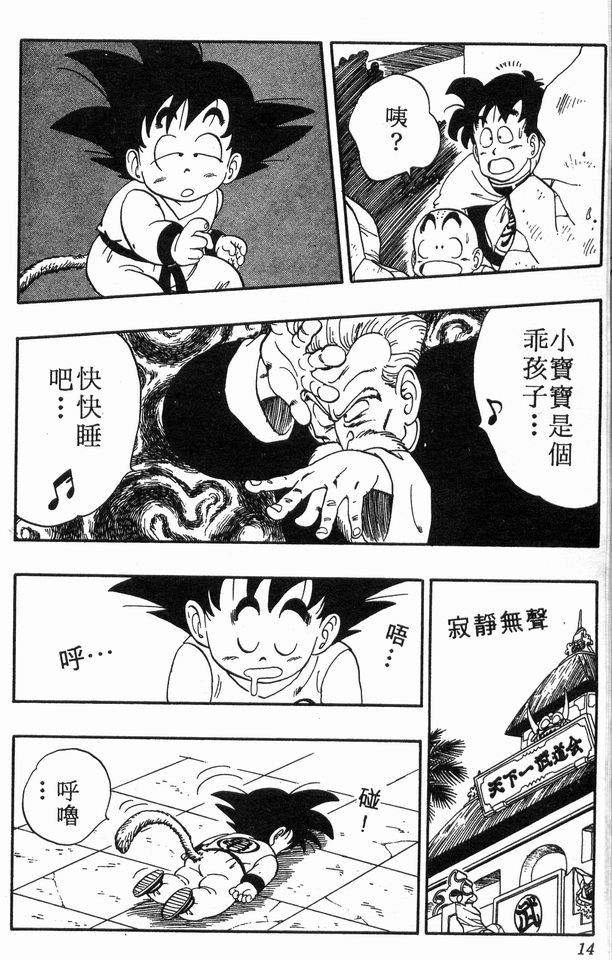 咦？
小寶寶是個
乖孩子…
快快睡
吧…
寂靜無聲
天下一武道会
武
唔…
呼…
碰！
呼嚕
…
14